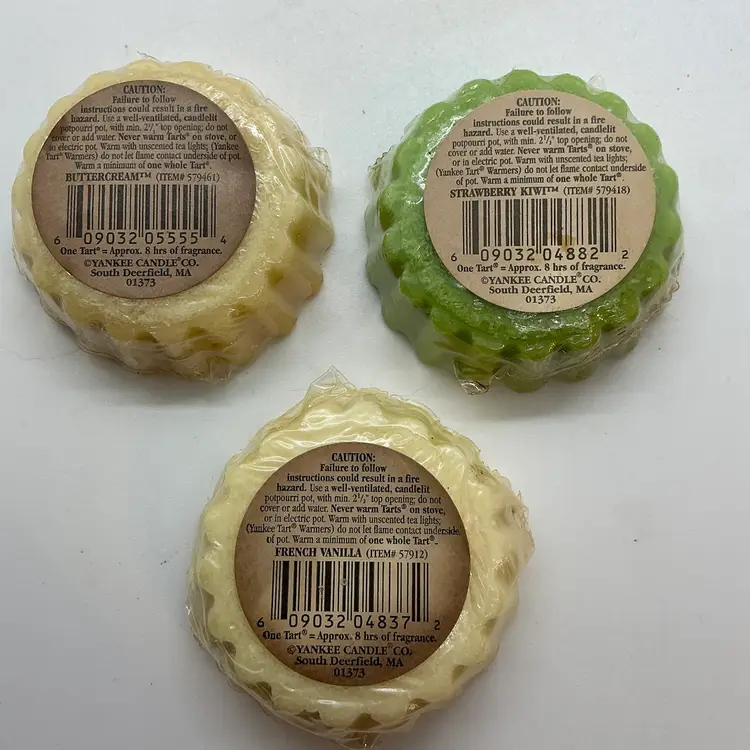 CAUTION:
Failure to follow
instructions could result in a fire
hazard. Use a well-ventilated, candlelit
potpourri pot, with min. 2½" top opening; do not
cover or add water. Never warm Tarts® on stove, or
in electric pot. Warm with unscented tea lights; (Yankee
Tart® Warmers) do not let flame contact underside of pot.
Warm a minimum of one whole Tart®.
BUTTERCREAM™ (ITEM# 579461)
6 09032 05555 4
One Tart® = Approx. 8 hrs of fragrance.
©YANKEE CANDLE® CO.
South Deerfield, MA
01373
CAUTION:
Failure to follow
instructions could result in a fire
hazard. Use a well-ventilated, candlelit
potpourri pot, with min. 2½" top opening; do not
cover or add water. Never warm Tarts® on stove,
or in electric pot. Warm with unscented tea lights;
(Yankee Tart® Warmers) do not let flame contact underside
of pot. Warm a minimum of one whole Tart®.
STRAWBERRY KIWI™ (ITEM# 579418)
6 09032 04882 2
One Tart® = Approx. 8 hrs of fragrance.
©YANKEE CANDLE® CO.
South Deerfield, MA
01373
CAUTION:
Failure to follow
instructions could result in a fire
hazard. Use a well-ventilated, candlelit
potpourri pot, with min. 2½" top opening; do not
cover or add water. Never warm Tarts® on stove,
or in electric pot. Warm with unscented tea lights;
(Yankee Tart® Warmers) do not let flame contact underside
of pot. Warm a minimum of one whole Tart®.
FRENCH VANILLA (ITEM# 57912)
6 09032 04837 2
One Tart® = Approx. 8 hrs of fragrance.
©YANKEE CANDLE® CO.
South Deerfield, MA
01373